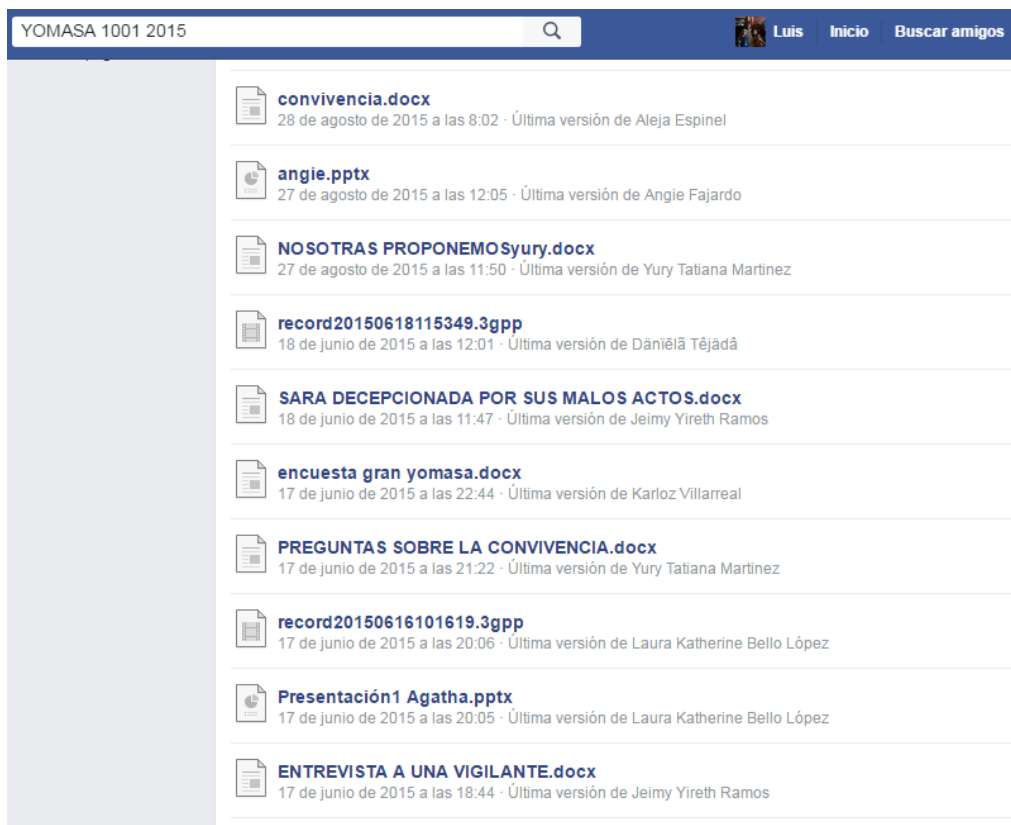 YOMASA 1001 2015
Luis Inicio Buscar amigos
convivencia.docx
28 de agosto de 2015 a las 8:02 · Última versión de Aleja Espinel
angie.pptx
27 de agosto de 2015 a las 12:05 · Última versión de Angie Fajardo
NOSOTRAS PROPONEMOSyury.docx
27 de agosto de 2015 a las 11:50 · Última versión de Yury Tatiana Martinez
record20150618115349.3gpp
18 de junio de 2015 a las 12:01 · Última versión de Dänïëlã Têjädâ
SARA DECEPCIONADA POR SUS MALOS ACTOS.docx
18 de junio de 2015 a las 11:47 · Última versión de Jeimy Yireth Ramos
encuesta gran yomasa.docx
17 de junio de 2015 a las 22:44 · Última versión de Karloz Villarreal
PREGUNTAS SOBRE LA CONVIVENCIA.docx
17 de junio de 2015 a las 21:22 · Última versión de Yury Tatiana Martinez
record20150616101619.3gpp
17 de junio de 2015 a las 20:06 · Última versión de Laura Katherine Bello López
Presentación1 Agatha.pptx
17 de junio de 2015 a las 20:05 · Última versión de Laura Katherine Bello López
ENTREVISTA A UNA VIGILANTE.docx
17 de junio de 2015 a las 18:44 · Última versión de Jeimy Yireth Ramos